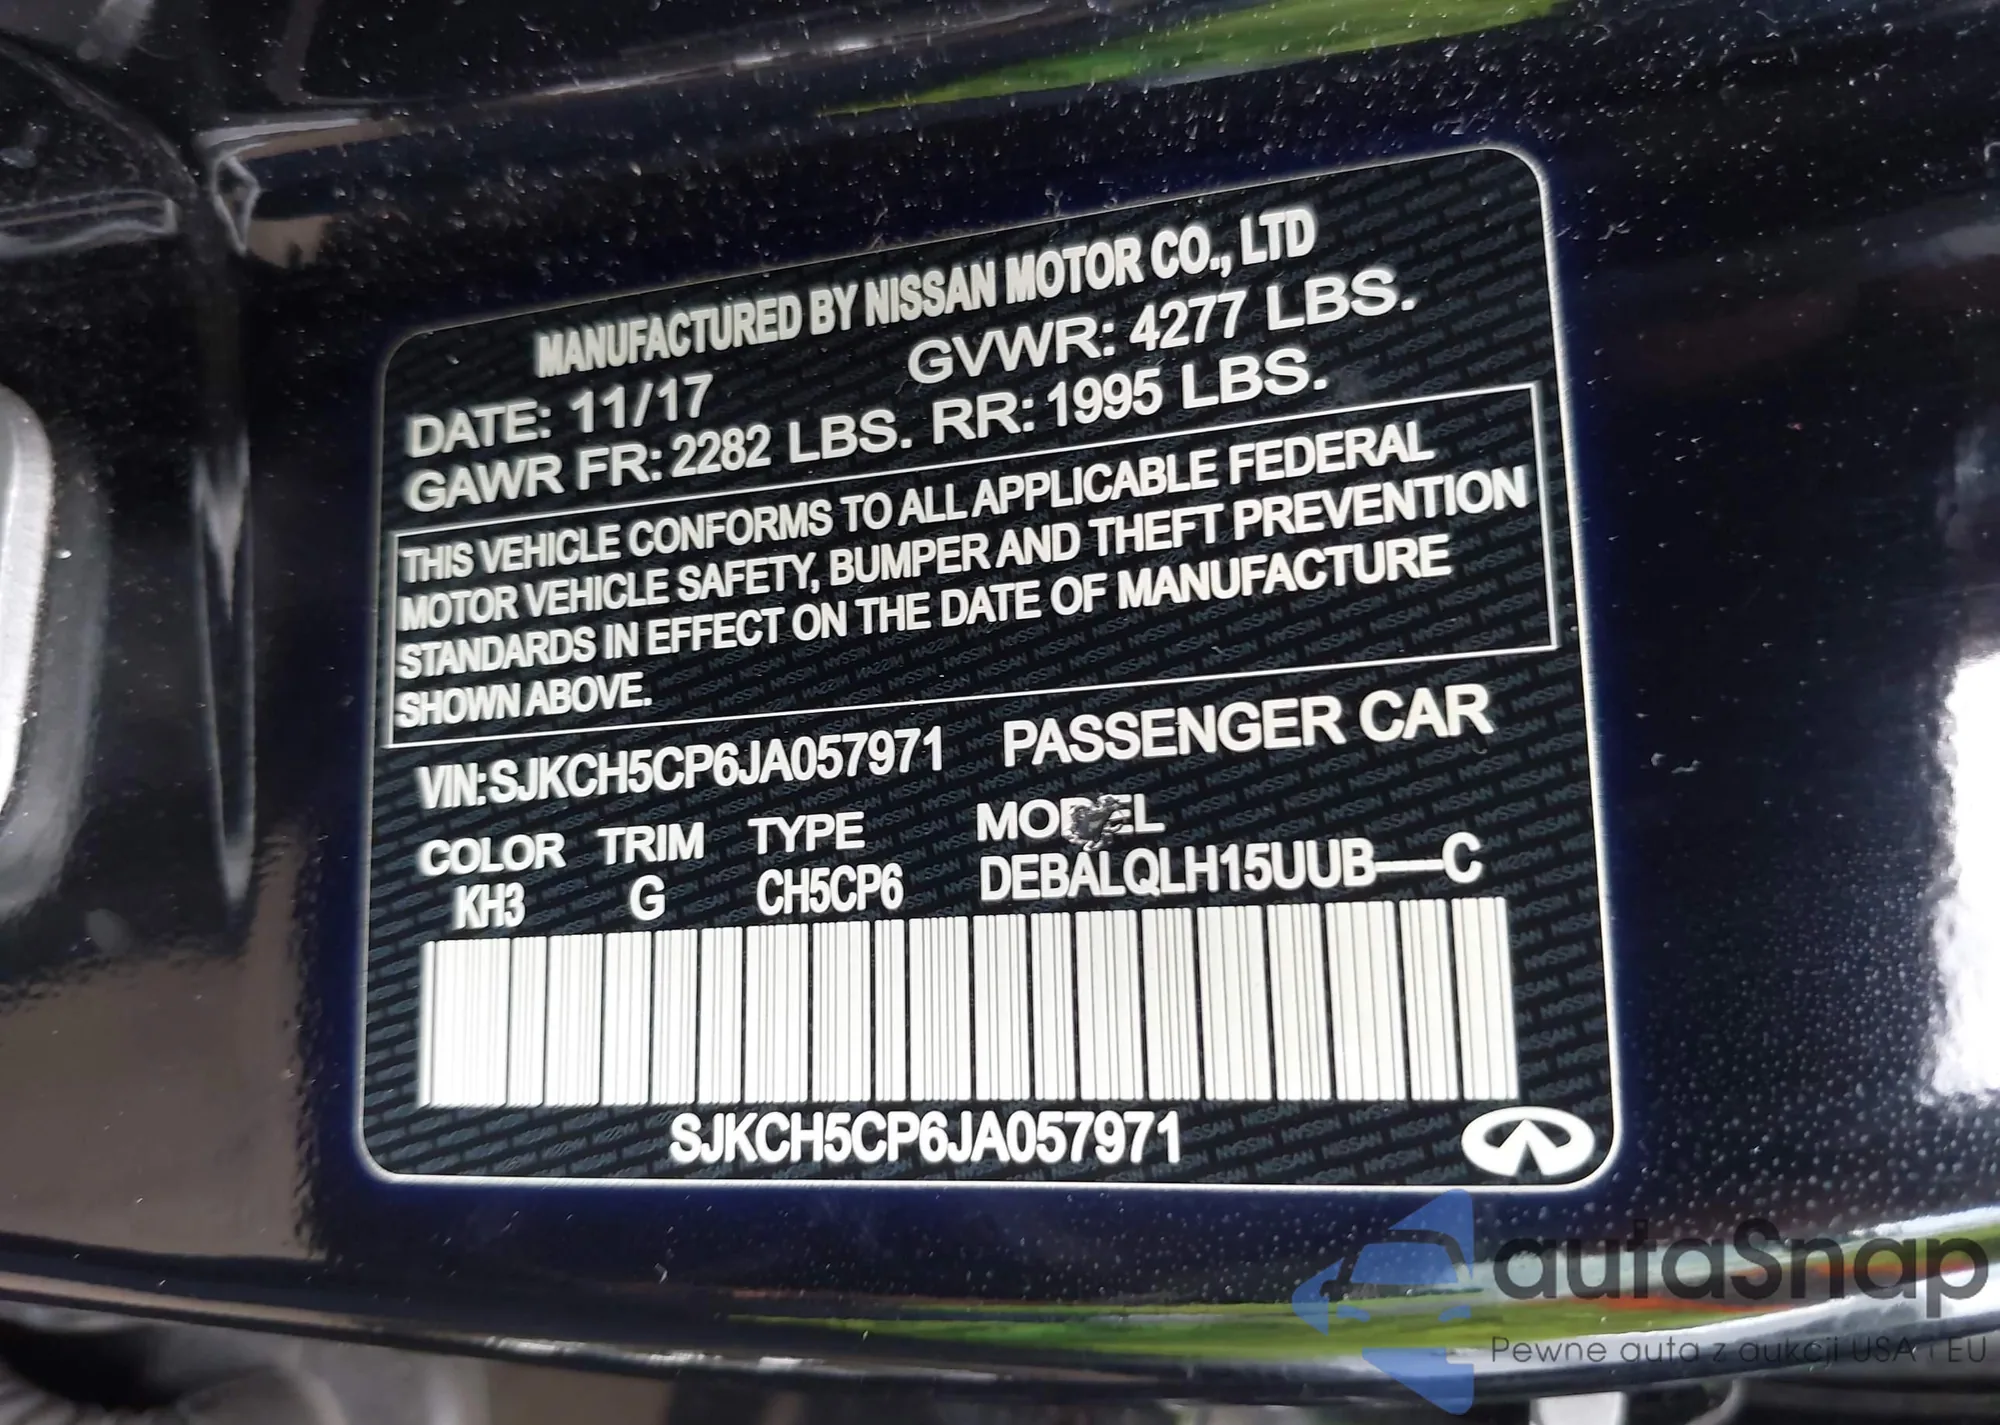 MANUFACTURED BY NISSAN MOTOR CO., LTD
DATE: 11/17 GVWR: 4277 LBS.
GAWR FR: 2282 LBS. RR: 1995 LBS.
THIS VEHICLE CONFORMS TO ALL APPLICABLE FEDERAL
MOTOR VEHICLE SAFETY, BUMPER AND THEFT PREVENTION
STANDARDS IN EFFECT ON THE DATE OF MANUFACTURE
SHOWN ABOVE.
VIN:SJKCH5CP6JA057971 PASSENGER CAR
COLOR TRIM TYPE MODEL
KH3 G CH5CP6 DEBALQLH15UUB—C
SJKCH5CP6JA057971
autaSnap
Pewne auta z aukcji USA i EU